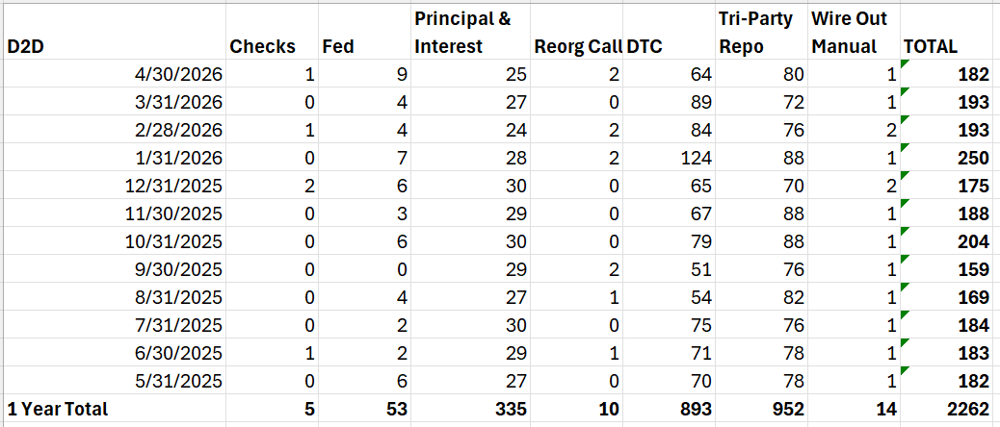 D2D Checks Fed Principal & Interest Reorg Call DTC Tri-Party Repo Wire Out Manual TOTAL
4/30/2026 1 9 25 2 64 80 1 182
3/31/2026 0 4 27 0 89 72 1 193
2/28/2026 1 4 24 2 84 76 2 193
1/31/2026 0 7 28 2 124 88 1 250
12/31/2025 2 6 30 0 65 70 2 175
11/30/2025 0 3 29 0 67 88 1 188
10/31/2025 0 6 30 0 79 88 1 204
9/30/2025 0 0 29 2 51 76 1 159
8/31/2025 0 4 27 1 54 82 1 169
7/31/2025 0 2 30 0 75 76 1 184
6/30/2025 1 2 29 1 71 78 1 183
5/31/2025 0 6 27 0 70 78 1 182
1 Year Total 5 53 335 10 893 952 14 2262